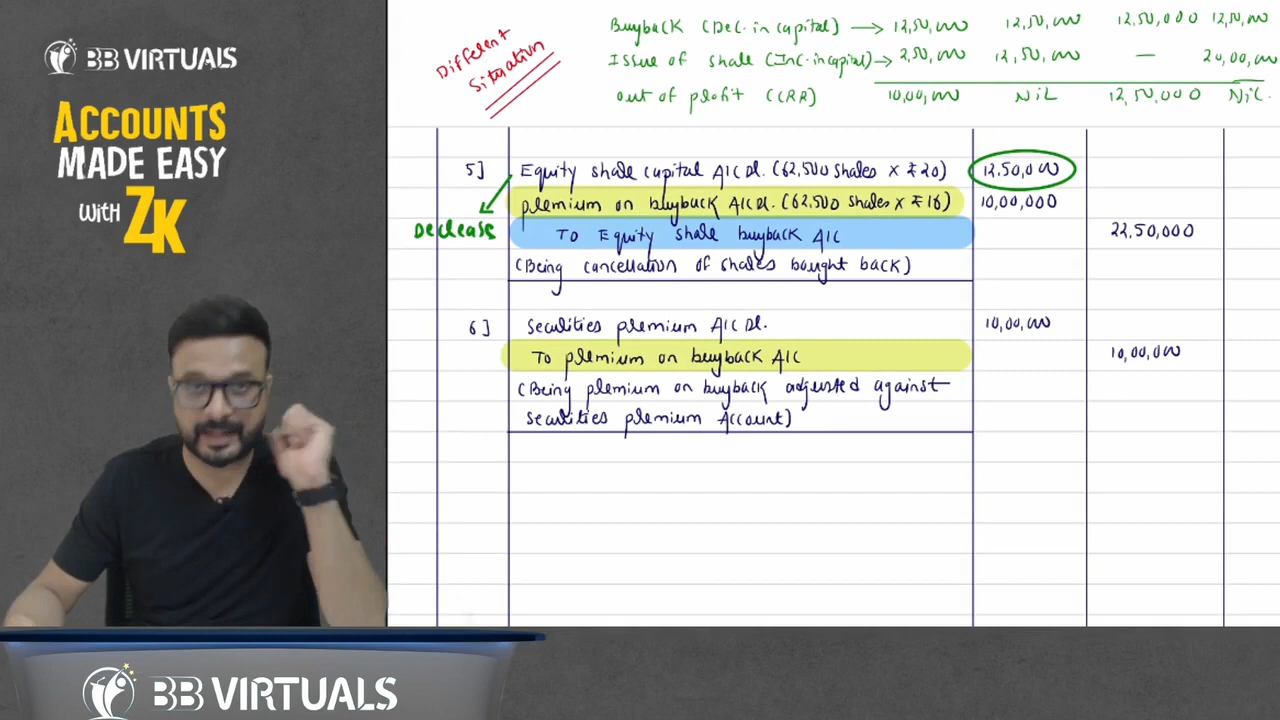 BB VIRTUALS
ACCOUNTS
MADE EASY
WITH ZK
Different
Situation
Buyback (Dec. in capital) → 12,50,000 12,50,000 12,50,000 12,50,000
Issue of share (Inc. in capital) → 2,50,000 12,50,000 — 20,00,000
Out of profit (CRR) 10,00,000 NIL 12,50,000 NIL.
5] Equity share capital A/C Dr. (62,500 shares x ₹20) 12,50,000
premium on buyback A/C Dr. (62,500 shares x ₹16) 10,00,000
Decrease
TO Equity share buyback A/C 22,50,000
(Being cancellation of shares bought back)
6] Securities premium A/C Dr. 10,00,000
To premium on buyback A/C 10,00,000
(Being premium on buyback adjusted against
securities premium Account)
BB VIRTUALS